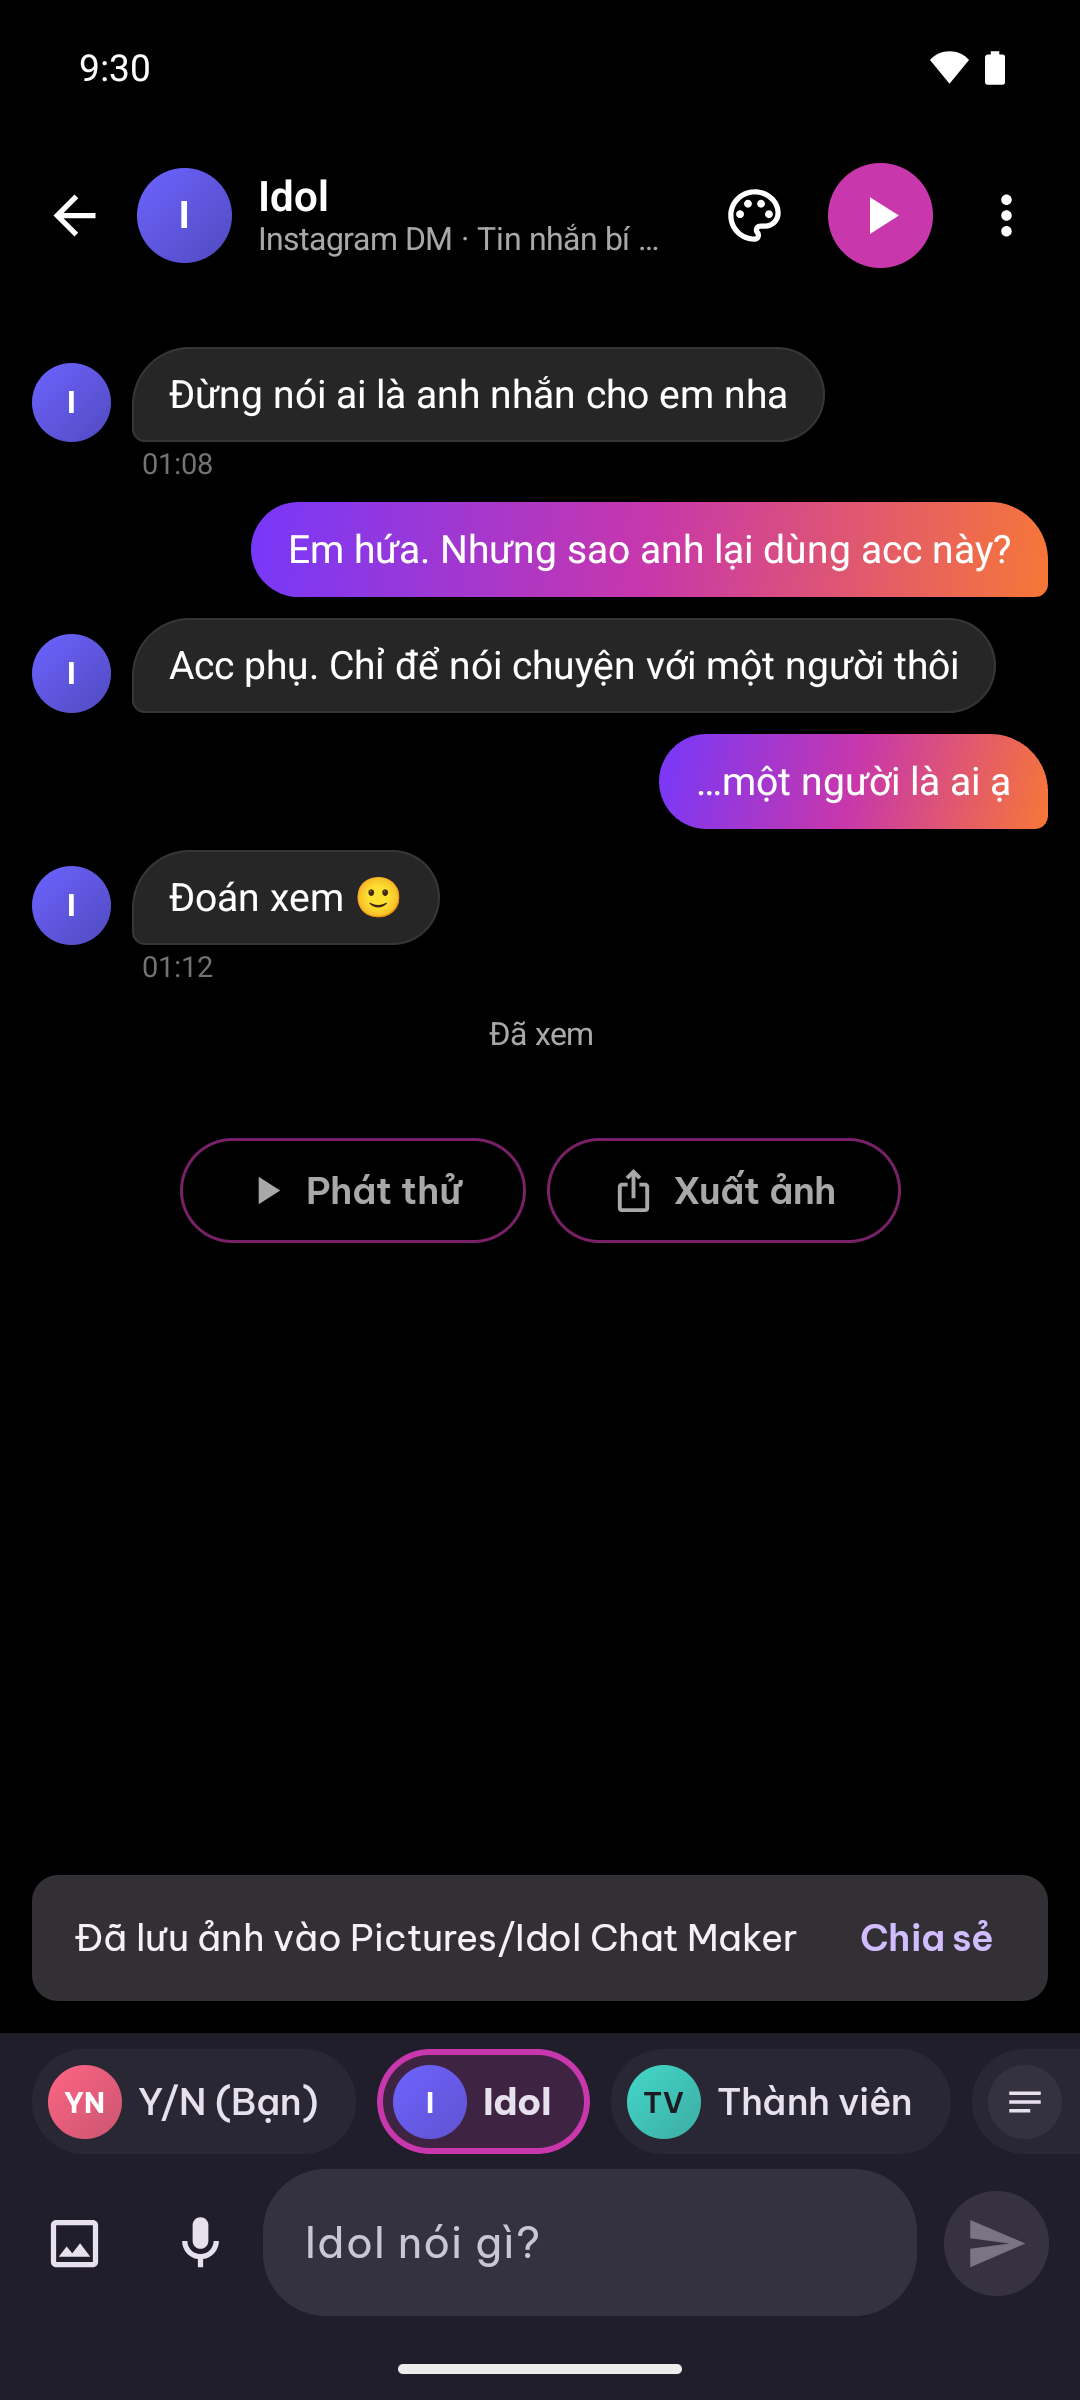 9:30
I
Idol
Instagram DM · Tin nhắn bí ...
I
Đừng nói ai là anh nhắn cho em nha
01:08
Em hứa. Nhưng sao anh lại dùng acc này?
I
Acc phụ. Chỉ để nói chuyện với một người thôi
...một người là ai ạ
I
Đoán xem 🙂
01:12
Đã xem
Phát thử
Xuất ảnh
Đã lưu ảnh vào Pictures/Idol Chat Maker
Chia sẻ
YN
Y/N (Bạn)
I
Idol
TV
Thành viên
Idol nói gì?